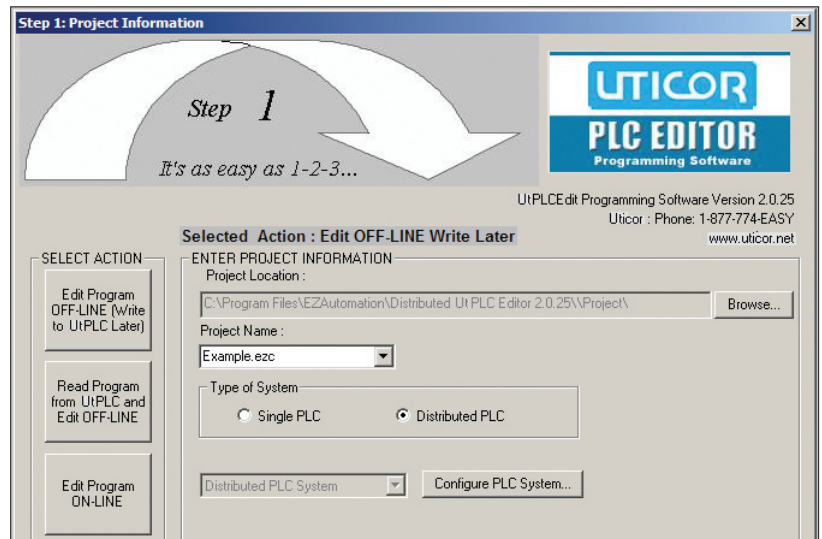 Step 1: Project Information
Step 1
It's as easy as 1-2-3...
UTICOR
PLC EDITOR
Programming Software
UtPLCEdit Programming Software Version 2.0.25
Uticor : Phone: 1-877-774-EASY
www.uticor.net
Selected Action : Edit OFF-LINE Write Later
SELECT ACTION
Edit Program
OFF-LINE (Write
to UtPLC Later)
Read Program
from UtPLC and
Edit OFF-LINE
Edit Program
ON-LINE
ENTER PROJECT INFORMATION
Project Location :
C:\Program Files\EZAutomation\Distributed Ut PLC Editor 2.0.25\\Project\
Browse...
Project Name :
Example.ezc
Type of System
Single PLC
Distributed PLC
Distributed PLC System
Configure PLC System...